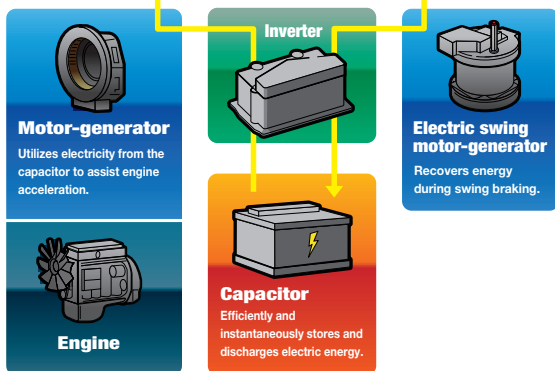 Inverter
Motor-generator
Utilizes electricity from the
capacitor to assist engine
acceleration.
Electric swing
motor-generator
Recovers energy
during swing braking.
Engine
Capacitor
Efficiently and
instantaneously stores and
discharges electric energy.